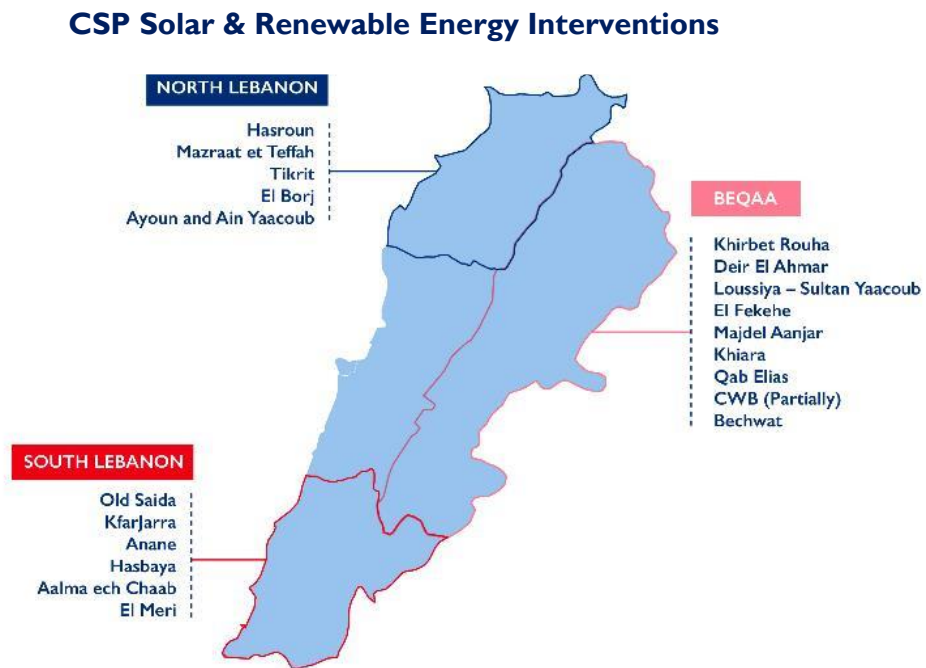 CSP Solar & Renewable Energy Interventions
NORTH LEBANON
Hasroun
Mazraat et Teffah
Tikrit
El Borj
Ayoun and Ain Yaacoub
BEQAA
Khirbet Rouha
Deir El Ahmar
Loussiya – Sultan Yaacoub
El Fekehe
Majdel Aanjar
Khiara
Qab Elias
CWB (Partially)
Bechwat
SOUTH LEBANON
Old Saida
KfarJarra
Anane
Hasbaya
Aalma ech Chaab
El Meri